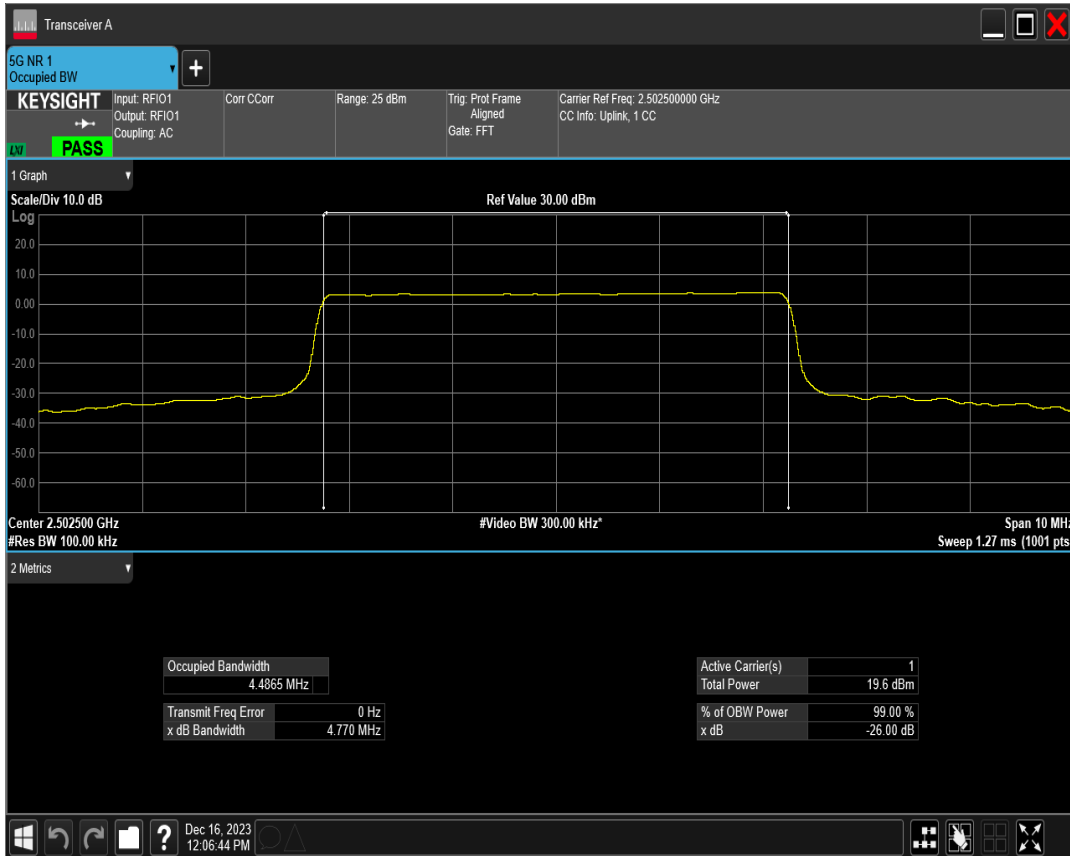 Transceiver A
5G NR 1
Occupied BW
+
KEYSIGHT
LXI
PASS
Input: RFIO1
Output: RFIO1
Coupling: AC
Corr CCorr
Range: 25 dBm
Trig: Prot Frame
Aligned
Gate: FFT
Carrier Ref Freq: 2.502500000 GHz
CC Info: Uplink, 1 CC
1 Graph
Scale/Div 10.0 dB
Ref Value 30.00 dBm
Log
20.0
10.0
0.00
-10.0
-20.0
-30.0
-40.0
-50.0
-60.0
Center 2.502500 GHz
#Video BW 300.00 kHz*
Span 10 MHz
#Res BW 100.00 kHz
Sweep 1.27 ms (1001 pts
2 Metrics
Occupied Bandwidth
4.4865 MHz
Transmit Freq Error 0 Hz
x dB Bandwidth 4.770 MHz
Active Carrier(s) 1
Total Power 19.6 dBm
% of OBW Power 99.00 %
x dB -26.00 dB
?
Dec 16, 2023
12:06:44 PM